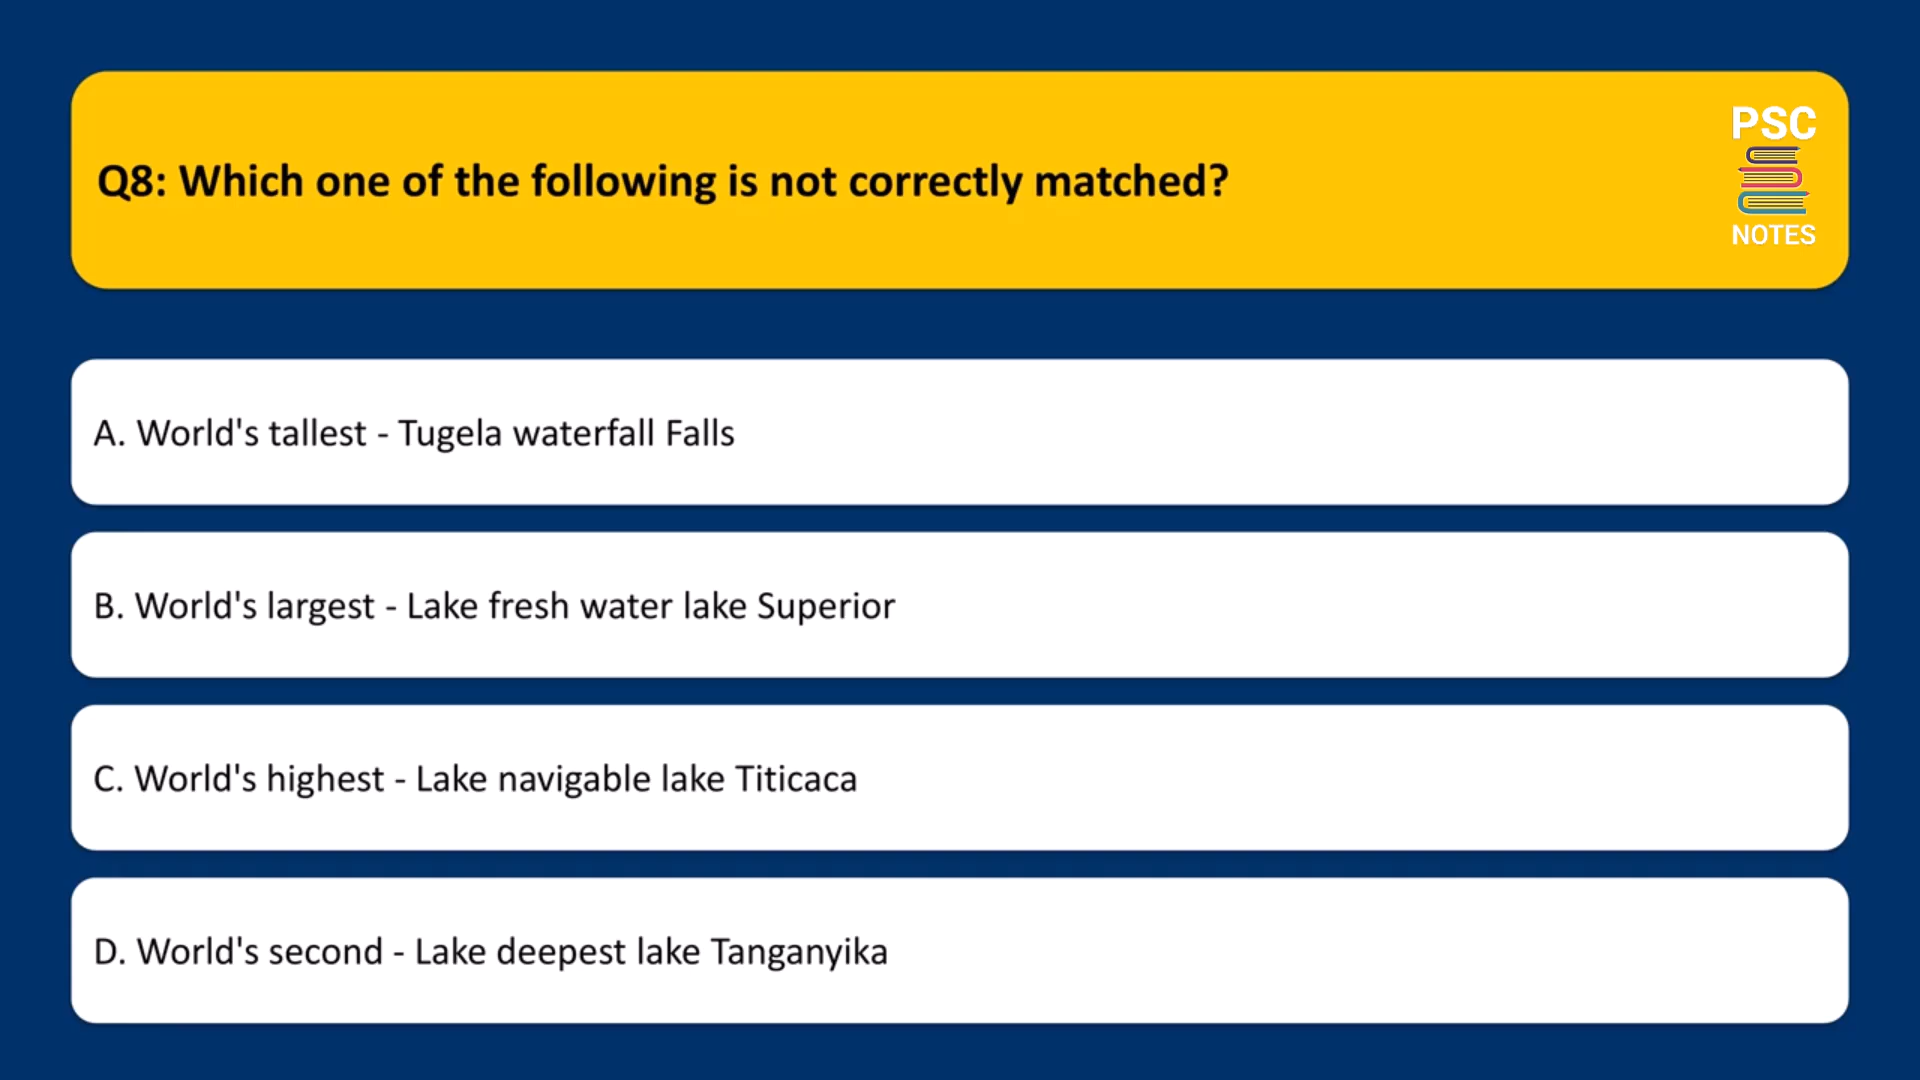 PSC
Q8: Which one of the following is not correctly matched?
NOTES
A. World's tallest - Tugela waterfall Falls
B. World's largest - Lake fresh water lake Superior
C. World's highest - Lake navigable lake Titicaca
D. World's second - Lake deepest lake Tanganyika